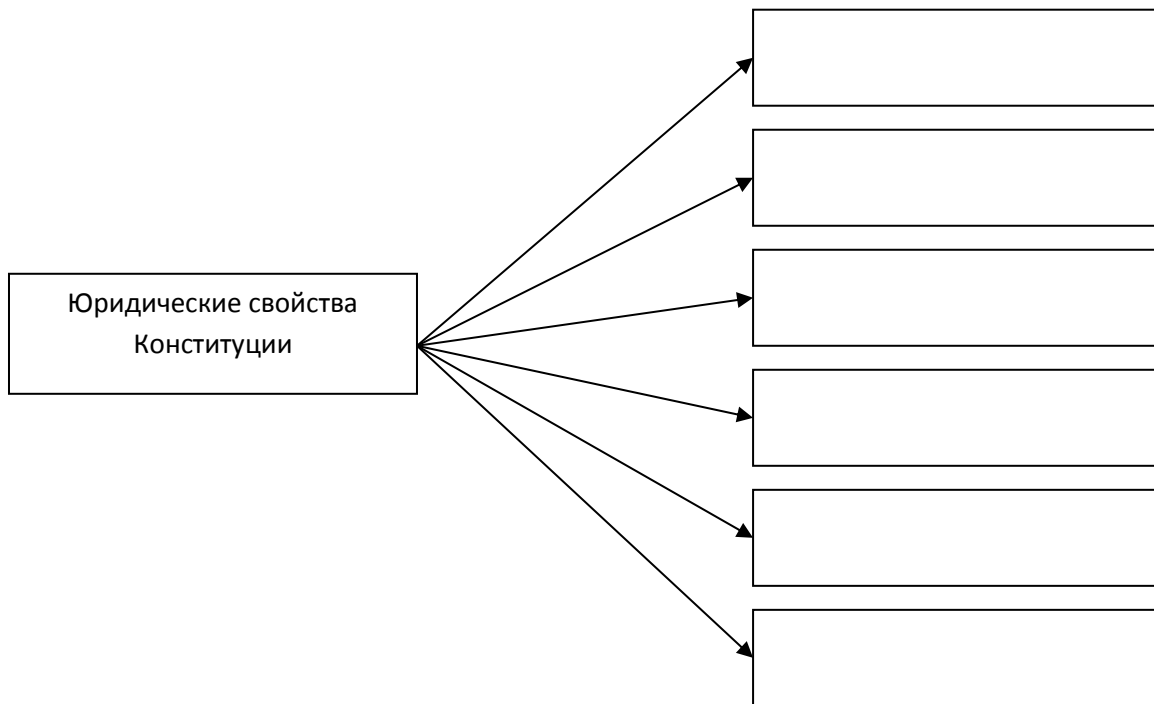 Юридические свойства
Конституции